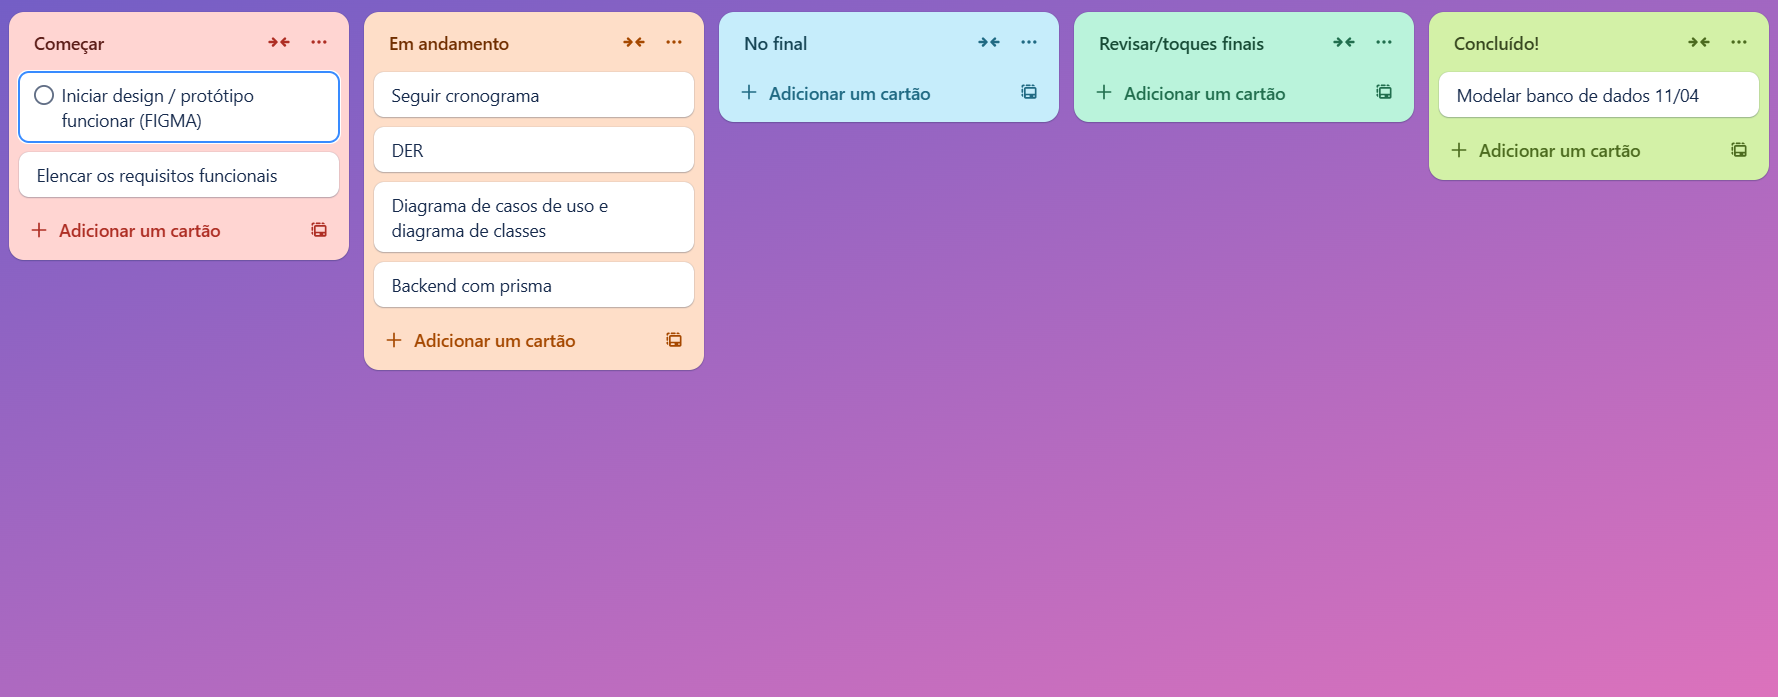 Começar
Iniciar design / protótipo
funcionar (FIGMA)
Elencar os requisitos funcionais
Adicionar um cartão
Em andamento
Seguir cronograma
DER
Diagrama de casos de uso e
diagrama de classes
Backend com prisma
Adicionar um cartão
No final
Adicionar um cartão
Revisar/toques finais
Adicionar um cartão
Concluído!
Modelar banco de dados 11/04
Adicionar um cartão